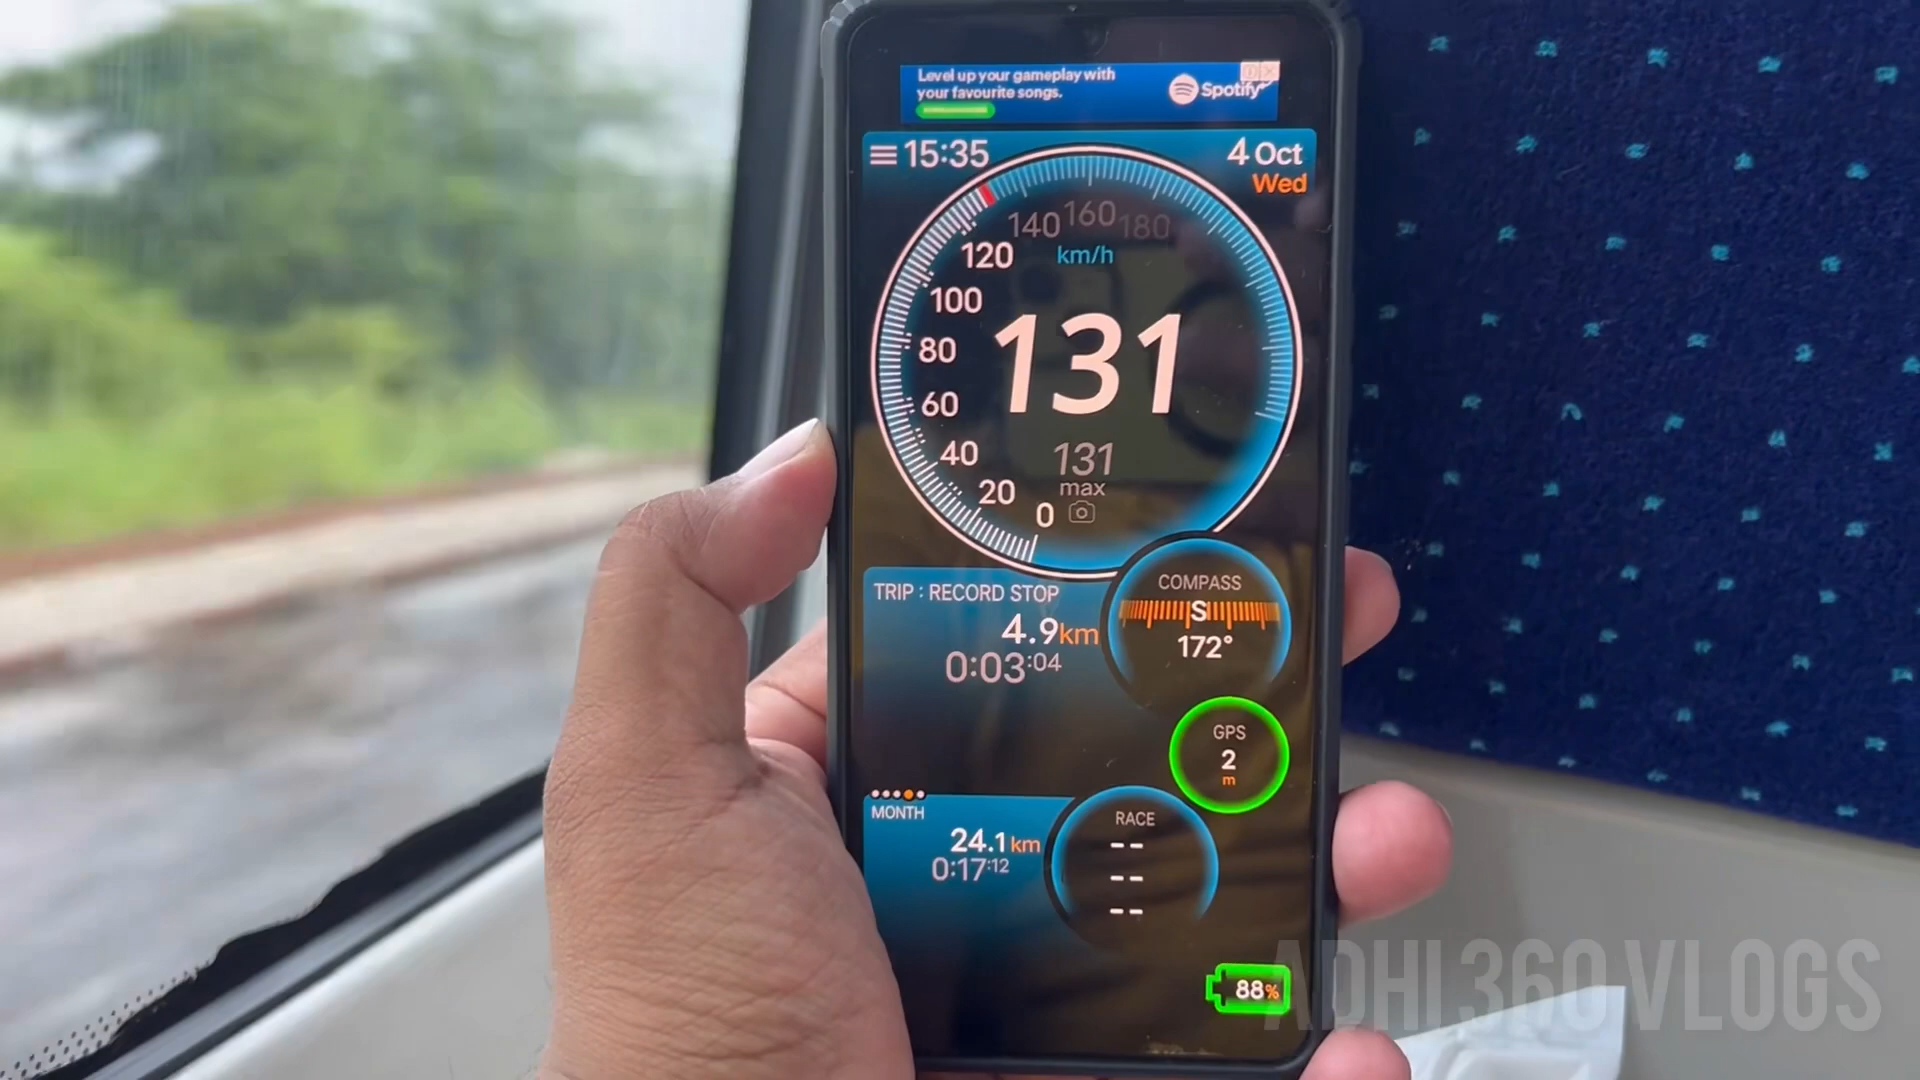 Level up your gameplay with
your favourite songs.
Spotify
15:35
4 Oct
Wed
140 160 180
120
km/h
100
131
80
60
40
131
max
20
0
TRIP : RECORD STOP
4.9km
0:03:04
COMPASS
S
172°
GPS
2
m
MONTH
24.1 km
0:17:12
RACE
--
--
--
88%
ADHI 360 VLOGS